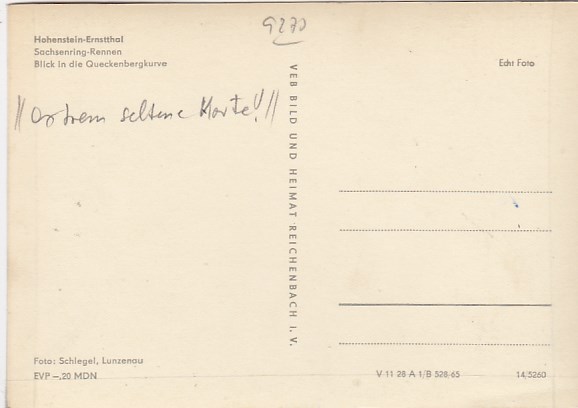 9270
Hohenstein-Ernstthal
Sachsenring-Rennen
Blick in die Queckenbergkurve
Echt Foto
// Extrem seltene Karte! //
VEB BILD UND HEIMAT REICHENBACH I. V.
Foto: Schlegel, Lunzenau
EVP –,20 MDN
V 11 28 A 1/B 528/65
14/5260